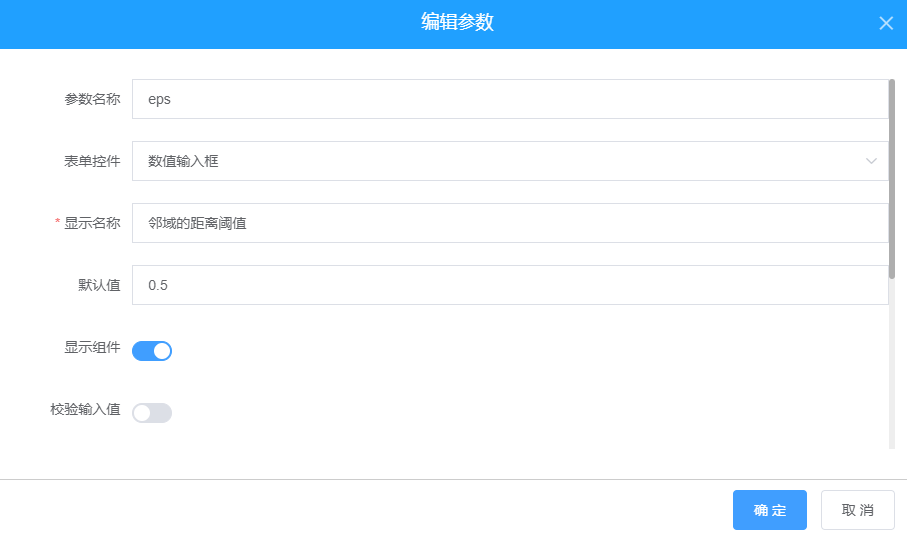 编辑参数
参数名称 eps
表单控件 数值输入框
* 显示名称 邻域的距离阈值
默认值 0.5
显示组件
校验输入值
确 定 取 消